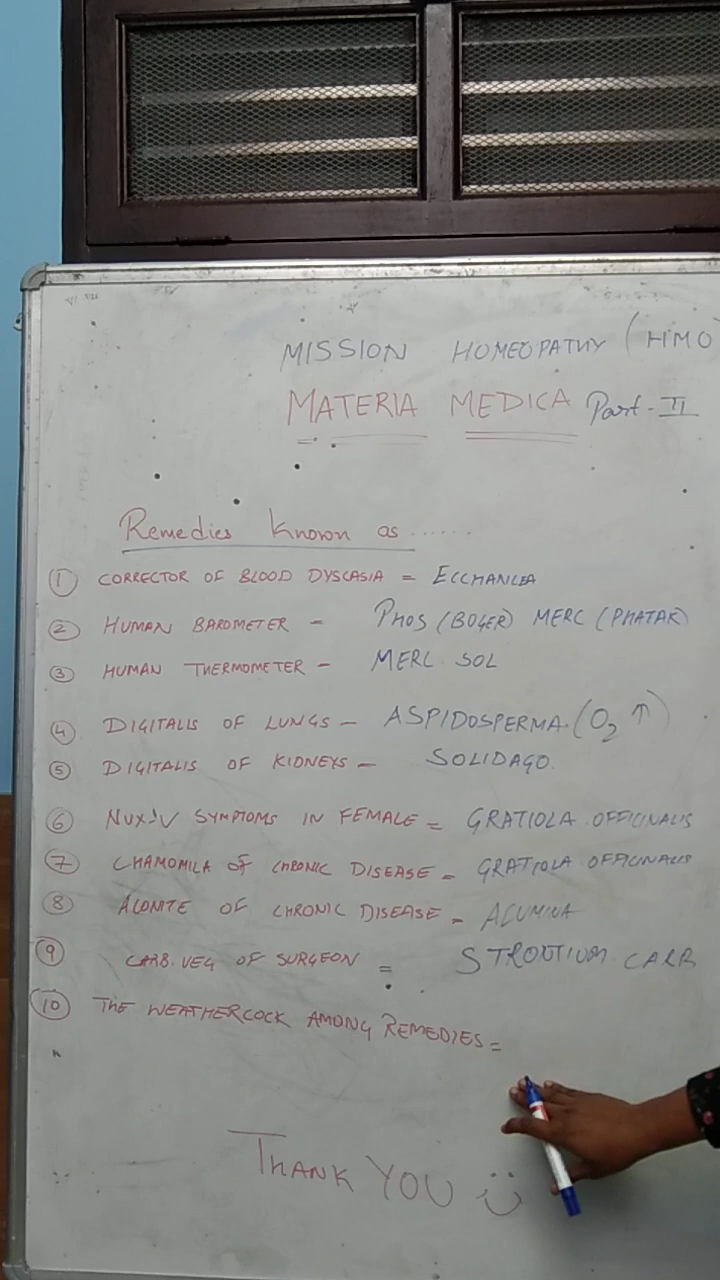 MISSION HOMEOPATHY (HMO
MATERIA MEDICA Part-II
Remedies Known as ......
1 CORRECTOR OF BLOOD DYSCASIA = ECCHANCEA
2 HUMAN BAROMETER - PHOS (BOGER) MERC (PHATAK)
3 HUMAN THERMOMETER - MERC SOL
4 DIGITALIS OF LUNGS - ASPIDOSPERMA. (O₂ ↑)
5 DIGITALIS OF KIDNEYS - SOLIDAGO.
6 NUX.V SYMPTOMS IN FEMALE = GRATIOLA OFFICINALIS
7 CHAMOMILA OF CHRONIC DISEASE = GRATIOLA OFFICINALIS
8 ACONITE OF CHRONIC DISEASE = ALUMINA
9 CARB.VEG OF SURGEON = STRONTIUM CARB
10 THE WEATHERCOCK AMONG REMEDIES =
THANK YOU